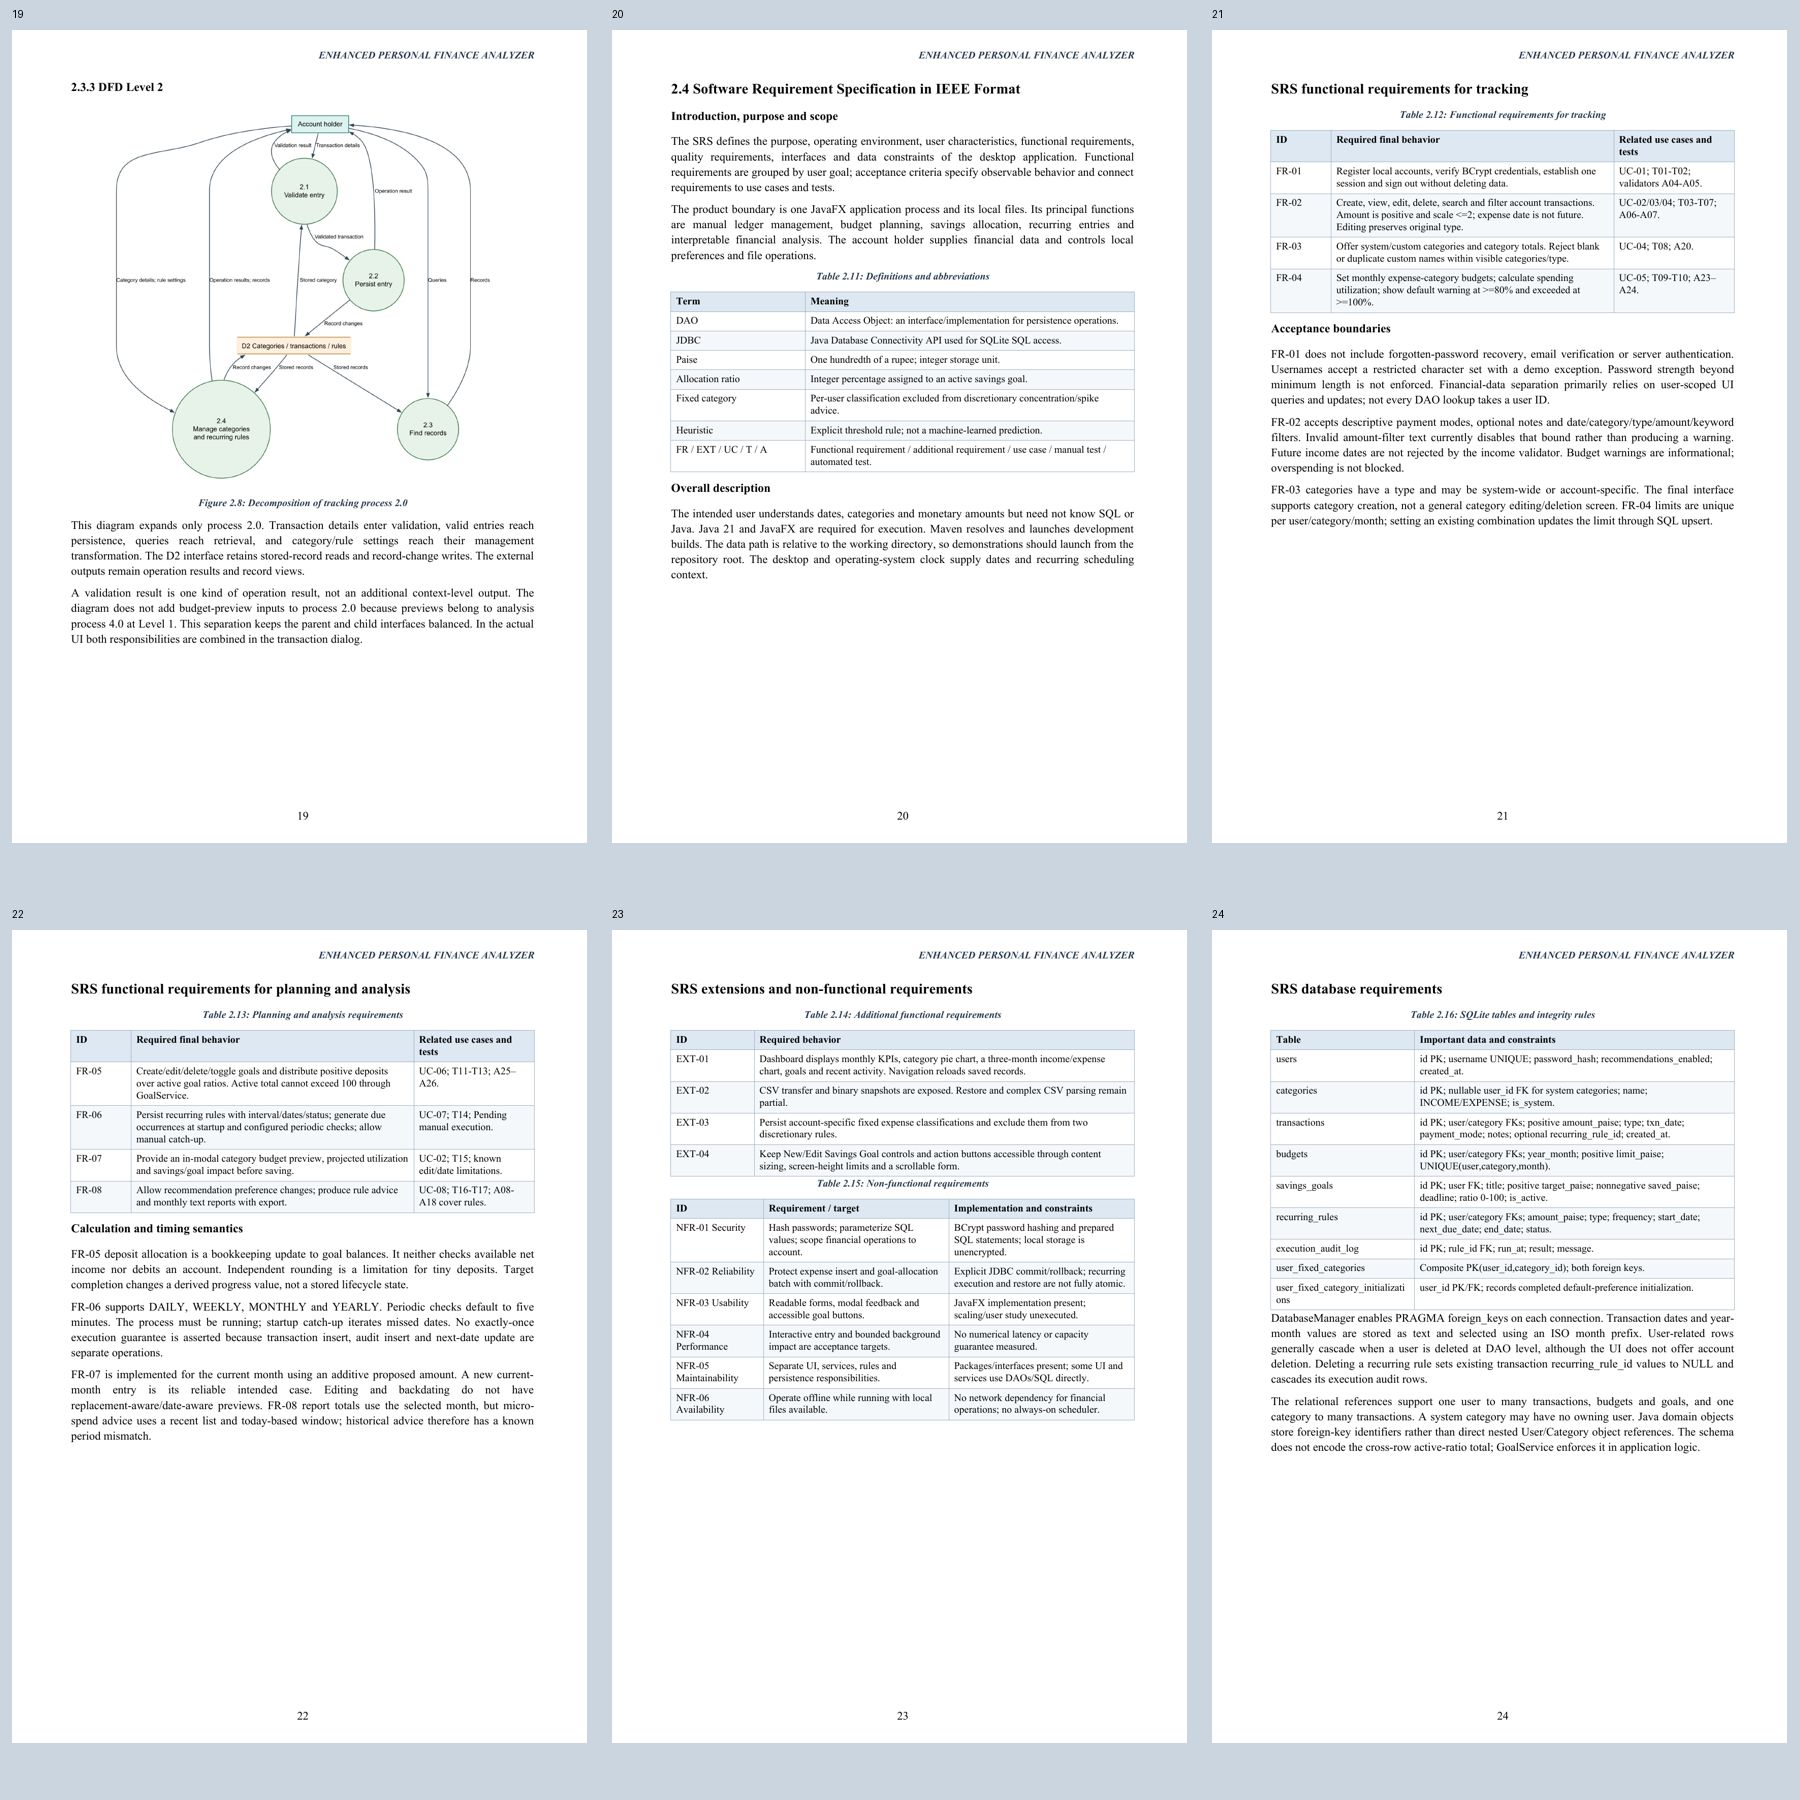 19
ENHANCED PERSONAL FINANCE ANALYZER
2.3.3 DFD Level 2
Account holder
Validation result
Transaction details
2.1
Validate entry
Operation result
Validated transaction
2.2
Persist entry
Category details; rule settings
Operation results; records
Stored category
Queries
Records
Record changes
D2 Categories / transactions / rules
Record changes
Stored records
Stored records
2.4
Manage categories
and recurring rules
2.3
Find records
Figure 2.8: Decomposition of tracking process 2.0
This diagram expands only process 2.0. Transaction details enter validation, valid entries reach
persistence, queries reach retrieval, and category/rule settings reach their management
transformation. The D2 interface retains stored-record reads and record-change writes. The external
outputs remain operation results and record views.
A validation result is one kind of operation result, not an additional context-level output. The
diagram does not add budget-preview inputs to process 2.0 because previews belong to analysis
process 4.0 at Level 1. This separation keeps the parent and child interfaces balanced. In the actual
UI both responsibilities are combined in the transaction dialog.
19
20
ENHANCED PERSONAL FINANCE ANALYZER
2.4 Software Requirement Specification in IEEE Format
Introduction, purpose and scope
The SRS defines the purpose, operating environment, user characteristics, functional requirements,
quality requirements, interfaces and data constraints of the desktop application. Functional
requirements are grouped by user goal; acceptance criteria specify observable behavior and connect
requirements to use cases and tests.
The product boundary is one JavaFX application process and its local files. Its principal functions
are manual ledger management, budget planning, savings allocation, recurring entries and
interpretable financial analysis. The account holder supplies financial data and controls local
preferences and file operations.
Table 2.11: Definitions and abbreviations
Term Meaning
DAO Data Access Object: an interface/implementation for persistence operations.
JDBC Java Database Connectivity API used for SQLite SQL access.
Paise One hundredth of a rupee; integer storage unit.
Allocation ratio Integer percentage assigned to an active savings goal.
Fixed category Per-user classification excluded from discretionary concentration/spike
advice.
Heuristic Explicit threshold rule; not a machine-learned prediction.
FR / EXT / UC / T / A Functional requirement / additional requirement / use case / manual test /
automated test.
Overall description
The intended user understands dates, categories and monetary amounts but need not know SQL or
Java. Java 21 and JavaFX are required for execution. Maven resolves and launches development
builds. The data path is relative to the working directory, so demonstrations should launch from the
repository root. The desktop and operating-system clock supply dates and recurring scheduling
context.
20
21
ENHANCED PERSONAL FINANCE ANALYZER
SRS functional requirements for tracking
Table 2.12: Functional requirements for tracking
ID Required final behavior Related use cases and
tests
FR-01 Register local accounts, verify BCrypt credentials, establish one UC-01; T01-T02;
session and sign out without deleting data. validators A04-A05.
FR-02 Create, view, edit, delete, search and filter account transactions. UC-02/03/04; T03-T07;
Amount is positive and scale <=2; expense date is not future. A06-A07.
Editing preserves original type.
FR-03 Offer system/custom categories and category totals. Reject blank UC-04; T08; A20.
or duplicate custom names within visible categories/type.
FR-04 Set monthly expense-category budgets; calculate spending UC-05; T09-T10; A23–
utilization; show default warning at >=80% and exceeded at A24.
>=100%.
Acceptance boundaries
FR-01 does not include forgotten-password recovery, email verification or server authentication.
Usernames accept a restricted character set with a demo exception. Password strength beyond
minimum length is not enforced. Financial-data separation primarily relies on user-scoped UI
queries and updates; not every DAO lookup takes a user ID.
FR-02 accepts descriptive payment modes, optional notes and date/category/type/amount/keyword
filters. Invalid amount-filter text currently disables that bound rather than producing a warning.
Future income dates are not rejected by the income validator. Budget warnings are informational;
overspending is not blocked.
FR-03 categories have a type and may be system-wide or account-specific. The final interface
supports category creation, not a general category editing/deletion screen. FR-04 limits are unique
per user/category/month; setting an existing combination updates the limit through SQL upsert.
21
22
ENHANCED PERSONAL FINANCE ANALYZER
SRS functional requirements for planning and analysis
Table 2.13: Planning and analysis requirements
ID Required final behavior Related use cases and
tests
FR-05 Create/edit/delete/toggle goals and distribute positive deposits UC-06; T11-T13; A25–
over active goal ratios. Active total cannot exceed 100 through A26.
GoalService.
FR-06 Persist recurring rules with interval/dates/status; generate due UC-07; T14; Pending
occurrences at startup and configured periodic checks; allow manual execution.
manual catch-up.
FR-07 Provide an in-modal category budget preview, projected utilization UC-02; T15; known
and savings/goal impact before saving. edit/date limitations.
FR-08 Allow recommendation preference changes; produce rule advice UC-08; T16-T17; A08-
and monthly text reports with export. A18 cover rules.
Calculation and timing semantics
FR-05 deposit allocation is a bookkeeping update to goal balances. It neither checks available net
income nor debits an account. Independent rounding is a limitation for tiny deposits. Target
completion changes a derived progress value, not a stored lifecycle state.
FR-06 supports DAILY, WEEKLY, MONTHLY and YEARLY. Periodic checks default to five
minutes. The process must be running; startup catch-up iterates missed dates. No exactly-once
execution guarantee is asserted because transaction insert, audit insert and next-date update are
separate operations.
FR-07 is implemented for the current month using an additive proposed amount. A new current-
month entry is its reliable intended case. Editing and backdating do not have
replacement-aware/date-aware previews. FR-08 report totals use the selected month, but micro-
spend advice uses a recent list and today-based window; historical advice therefore has a known
period mismatch.
22
23
ENHANCED PERSONAL FINANCE ANALYZER
SRS extensions and non-functional requirements
Table 2.14: Additional functional requirements
ID Required behavior
EXT-01 Dashboard displays monthly KPIs, category pie chart, a three-month income/expense
chart, goals and recent activity. Navigation reloads saved records.
EXT-02 CSV transfer and binary snapshots are exposed. Restore and complex CSV parsing remain
partial.
EXT-03 Persist account-specific fixed expense classifications and exclude them from two
discretionary rules.
EXT-04 Keep New/Edit Savings Goal controls and action buttons accessible through content
sizing, screen-height limits and a scrollable form.
Table 2.15: Non-functional requirements
ID Requirement / target Implementation and constraints
NFR-01 Security Hash passwords; parameterize SQL BCrypt password hashing and prepared
values; scope financial operations to SQL statements; local storage is
account. unencrypted.
NFR-02 Reliability Protect expense insert and goal-allocation Explicit JDBC commit/rollback; recurring
batch with commit/rollback. execution and restore are not fully atomic.
NFR-03 Usability Readable forms, modal feedback and JavaFX implementation present;
accessible goal buttons. scaling/user study unexecuted.
NFR-04 Interactive entry and bounded background No numerical latency or capacity
Performance impact are acceptance targets. guarantee measured.
NFR-05 Separate UI, services, rules and Packages/interfaces present; some UI and
Maintainability persistence responsibilities. services use DAOs/SQL directly.
NFR-06 Operate offline while running with local No network dependency for financial
Availability files available. operations; no always-on scheduler.
23
24
ENHANCED PERSONAL FINANCE ANALYZER
SRS database requirements
Table 2.16: SQLite tables and integrity rules
Table Important data and constraints
users id PK; username UNIQUE; password_hash; recommendations_enabled;
created_at.
categories id PK; nullable user_id FK for system categories; name;
INCOME/EXPENSE; is_system.
transactions id PK; user/category FKs; positive amount_paise; type; txn_date;
payment_mode; notes; optional recurring_rule_id; created_at.
budgets id PK; user/category FKs; year_month; positive limit_paise;
UNIQUE(user,category,month).
savings_goals id PK; user FK; title; positive target_paise; nonnegative saved_paise;
deadline; ratio 0-100; is_active.
recurring_rules id PK; user/category FKs; amount_paise; type; frequency; start_date;
next_due_date; end_date; status.
execution_audit_log id PK; rule_id FK; run_at; result; message.
user_fixed_categories Composite PK(user_id,category_id); both foreign keys.
user_fixed_category_initializati user_id PK/FK; records completed default-preference initialization.
ons
DatabaseManager enables PRAGMA foreign_keys on each connection. Transaction dates and year-
month values are stored as text and selected using an ISO month prefix. User-related rows
generally cascade when a user is deleted at DAO level, although the UI does not offer account
deletion. Deleting a recurring rule sets existing transaction recurring_rule_id values to NULL and
cascades its execution audit rows.
The relational references support one user to many transactions, budgets and goals, and one
category to many transactions. A system category may have no owning user. Java domain objects
store foreign-key identifiers rather than direct nested User/Category object references. The schema
does not encode the cross-row active-ratio total; GoalService enforces it in application logic.
24